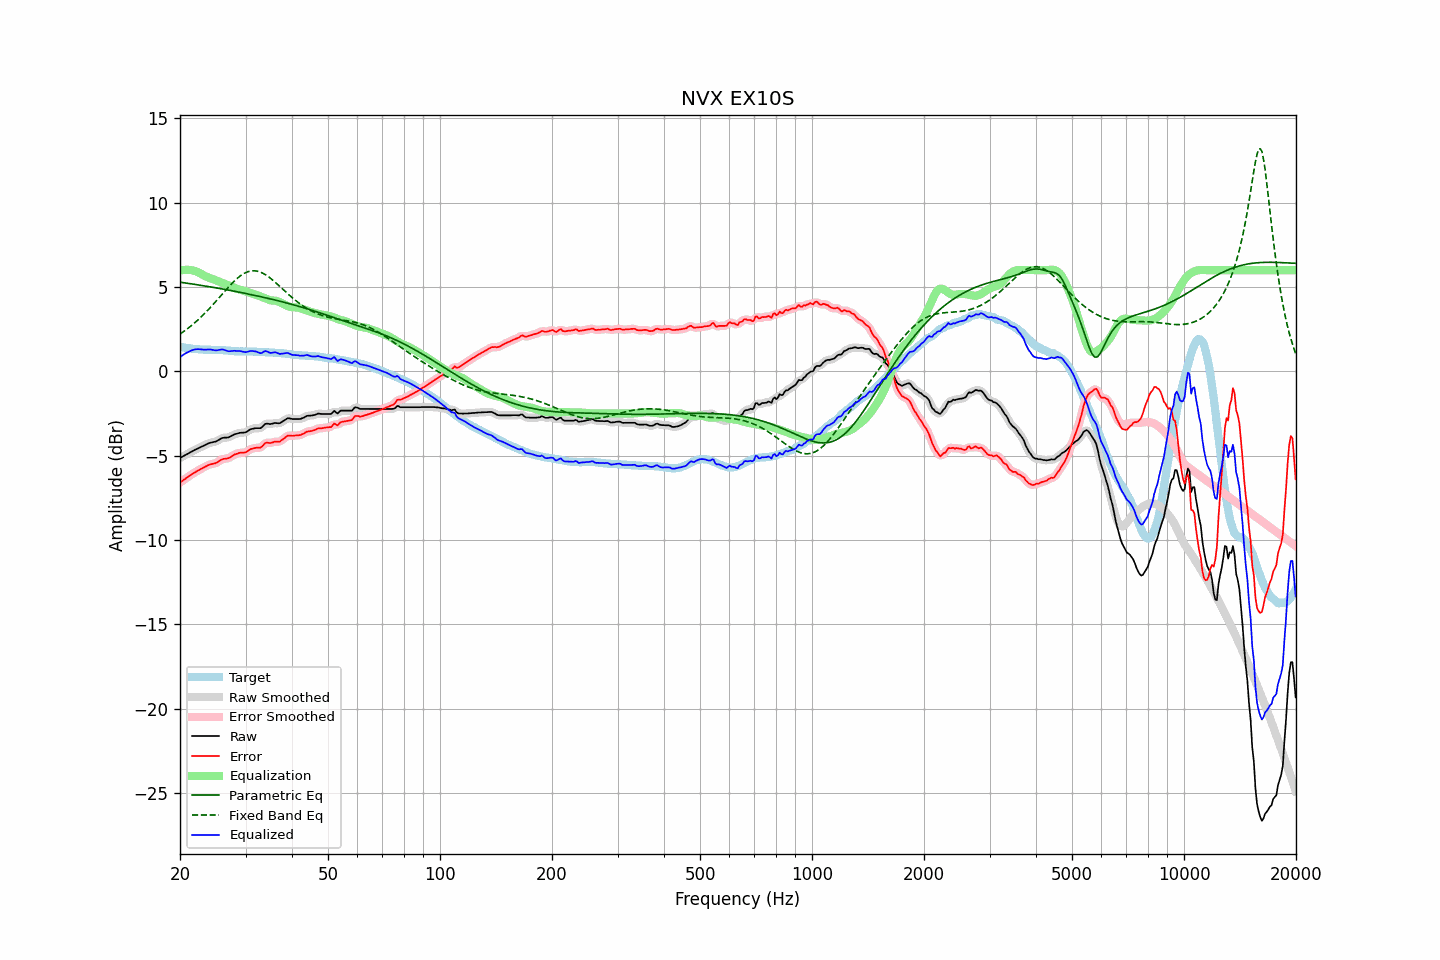 NVX EX10S
15
10
5
0
−5
−10
−15
−20
−25
Amplitude (dBr)
Target
Raw Smoothed
Error Smoothed
Raw
Error
Equalization
Parametric Eq
Fixed Band Eq
Equalized
20 50 100 200 500 1000 2000 5000 10000 20000
Frequency (Hz)